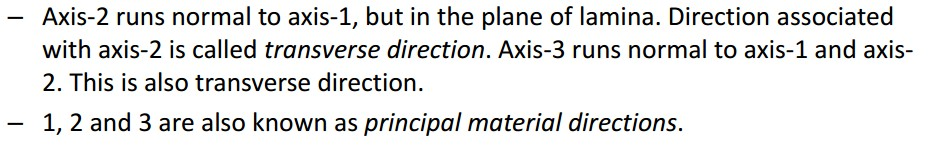 – Axis-2 runs normal to axis-1, but in the plane of lamina. Direction associated
with axis-2 is called transverse direction. Axis-3 runs normal to axis-1 and axis-
2. This is also transverse direction.
– 1, 2 and 3 are also known as principal material directions.